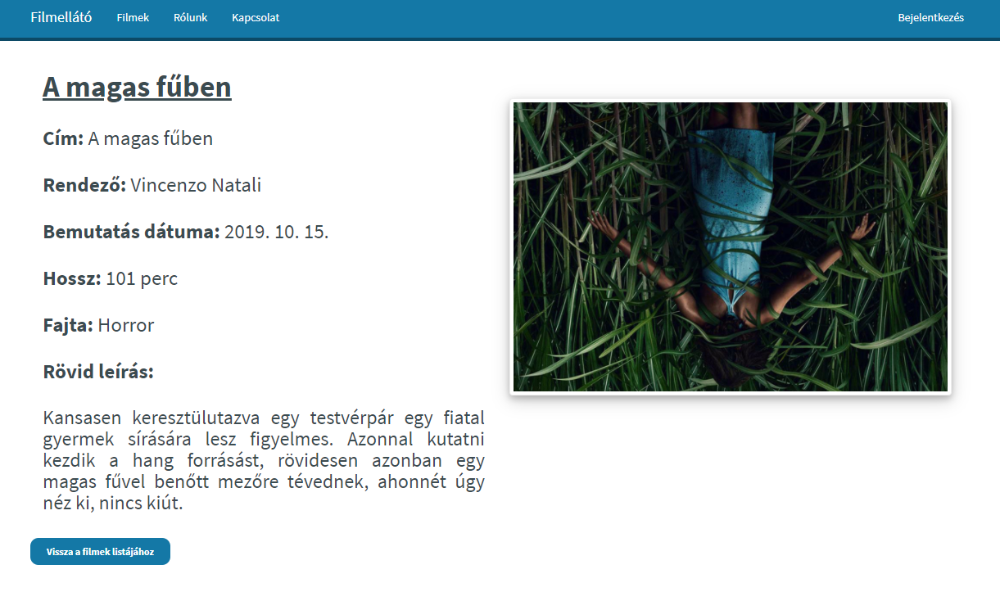 Filmellátó Filmek Rólunk Kapcsolat Bejelentkezés
A magas fűben
Cím: A magas fűben
Rendező: Vincenzo Natali
Bemutatás dátuma: 2019. 10. 15.
Hossz: 101 perc
Fajta: Horror
Rövid leírás:
Kansasen keresztülutazva egy testvérpár egy fiatal
gyermek sírására lesz figyelmes. Azonnal kutatni
kezdik a hang forrásást, rövidesen azonban egy
magas fűvel benőtt mezőre tévednek, ahonnét úgy
néz ki, nincs kiút.
Vissza a filmek listájához